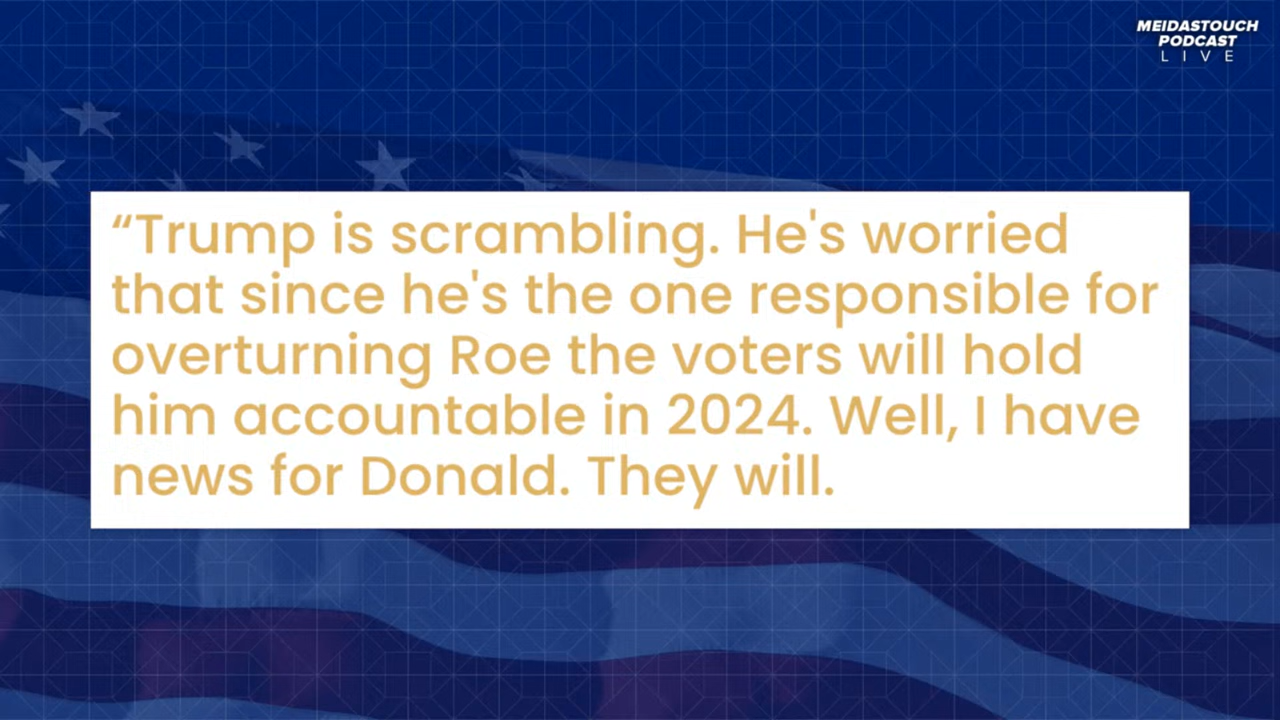 MEIDASTOUCH
PODCAST
LIVE
“Trump is scrambling. He's worried
that since he's the one responsible for
overturning Roe the voters will hold
him accountable in 2024. Well, I have
news for Donald. They will.